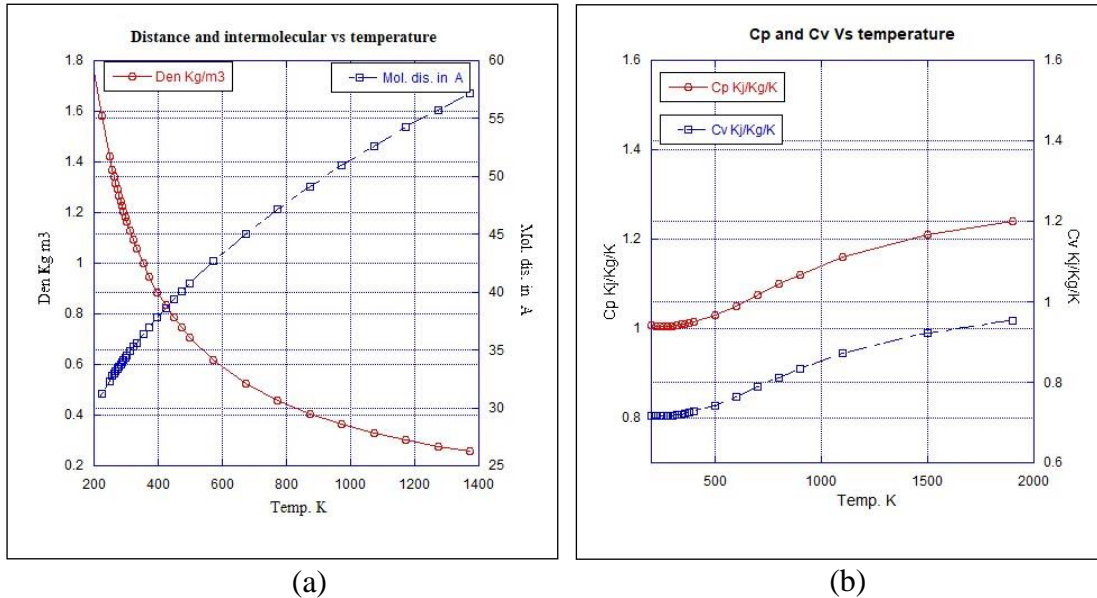 Distance and intermolecular vs temperature
Den Kg/m3
Mol. dis. in A
1.8
1.6
1.4
1.2
1
0.8
0.6
0.4
0.2
Den Kg m3
60
55
50
45
40
35
30
25
Mol. dis. in A
200 400 600 800 1000 1200 1400
Temp. K
(a)
Cp and Cv Vs temperature
Cp Kj/Kg/K
Cv Kj/Kg/K
1.6
1.4
1.2
1
0.8
Cp Kj/Kg/K
1.6
1.4
1.2
1
0.8
0.6
Cv Kj/Kg/K
500 1000 1500 2000
Temp. K
(b)